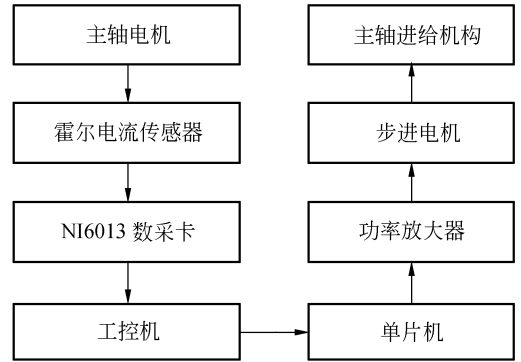 主轴电机
霍尔电流传感器
NI6013 数采卡
工控机
单片机
功率放大器
步进电机
主轴进给机构